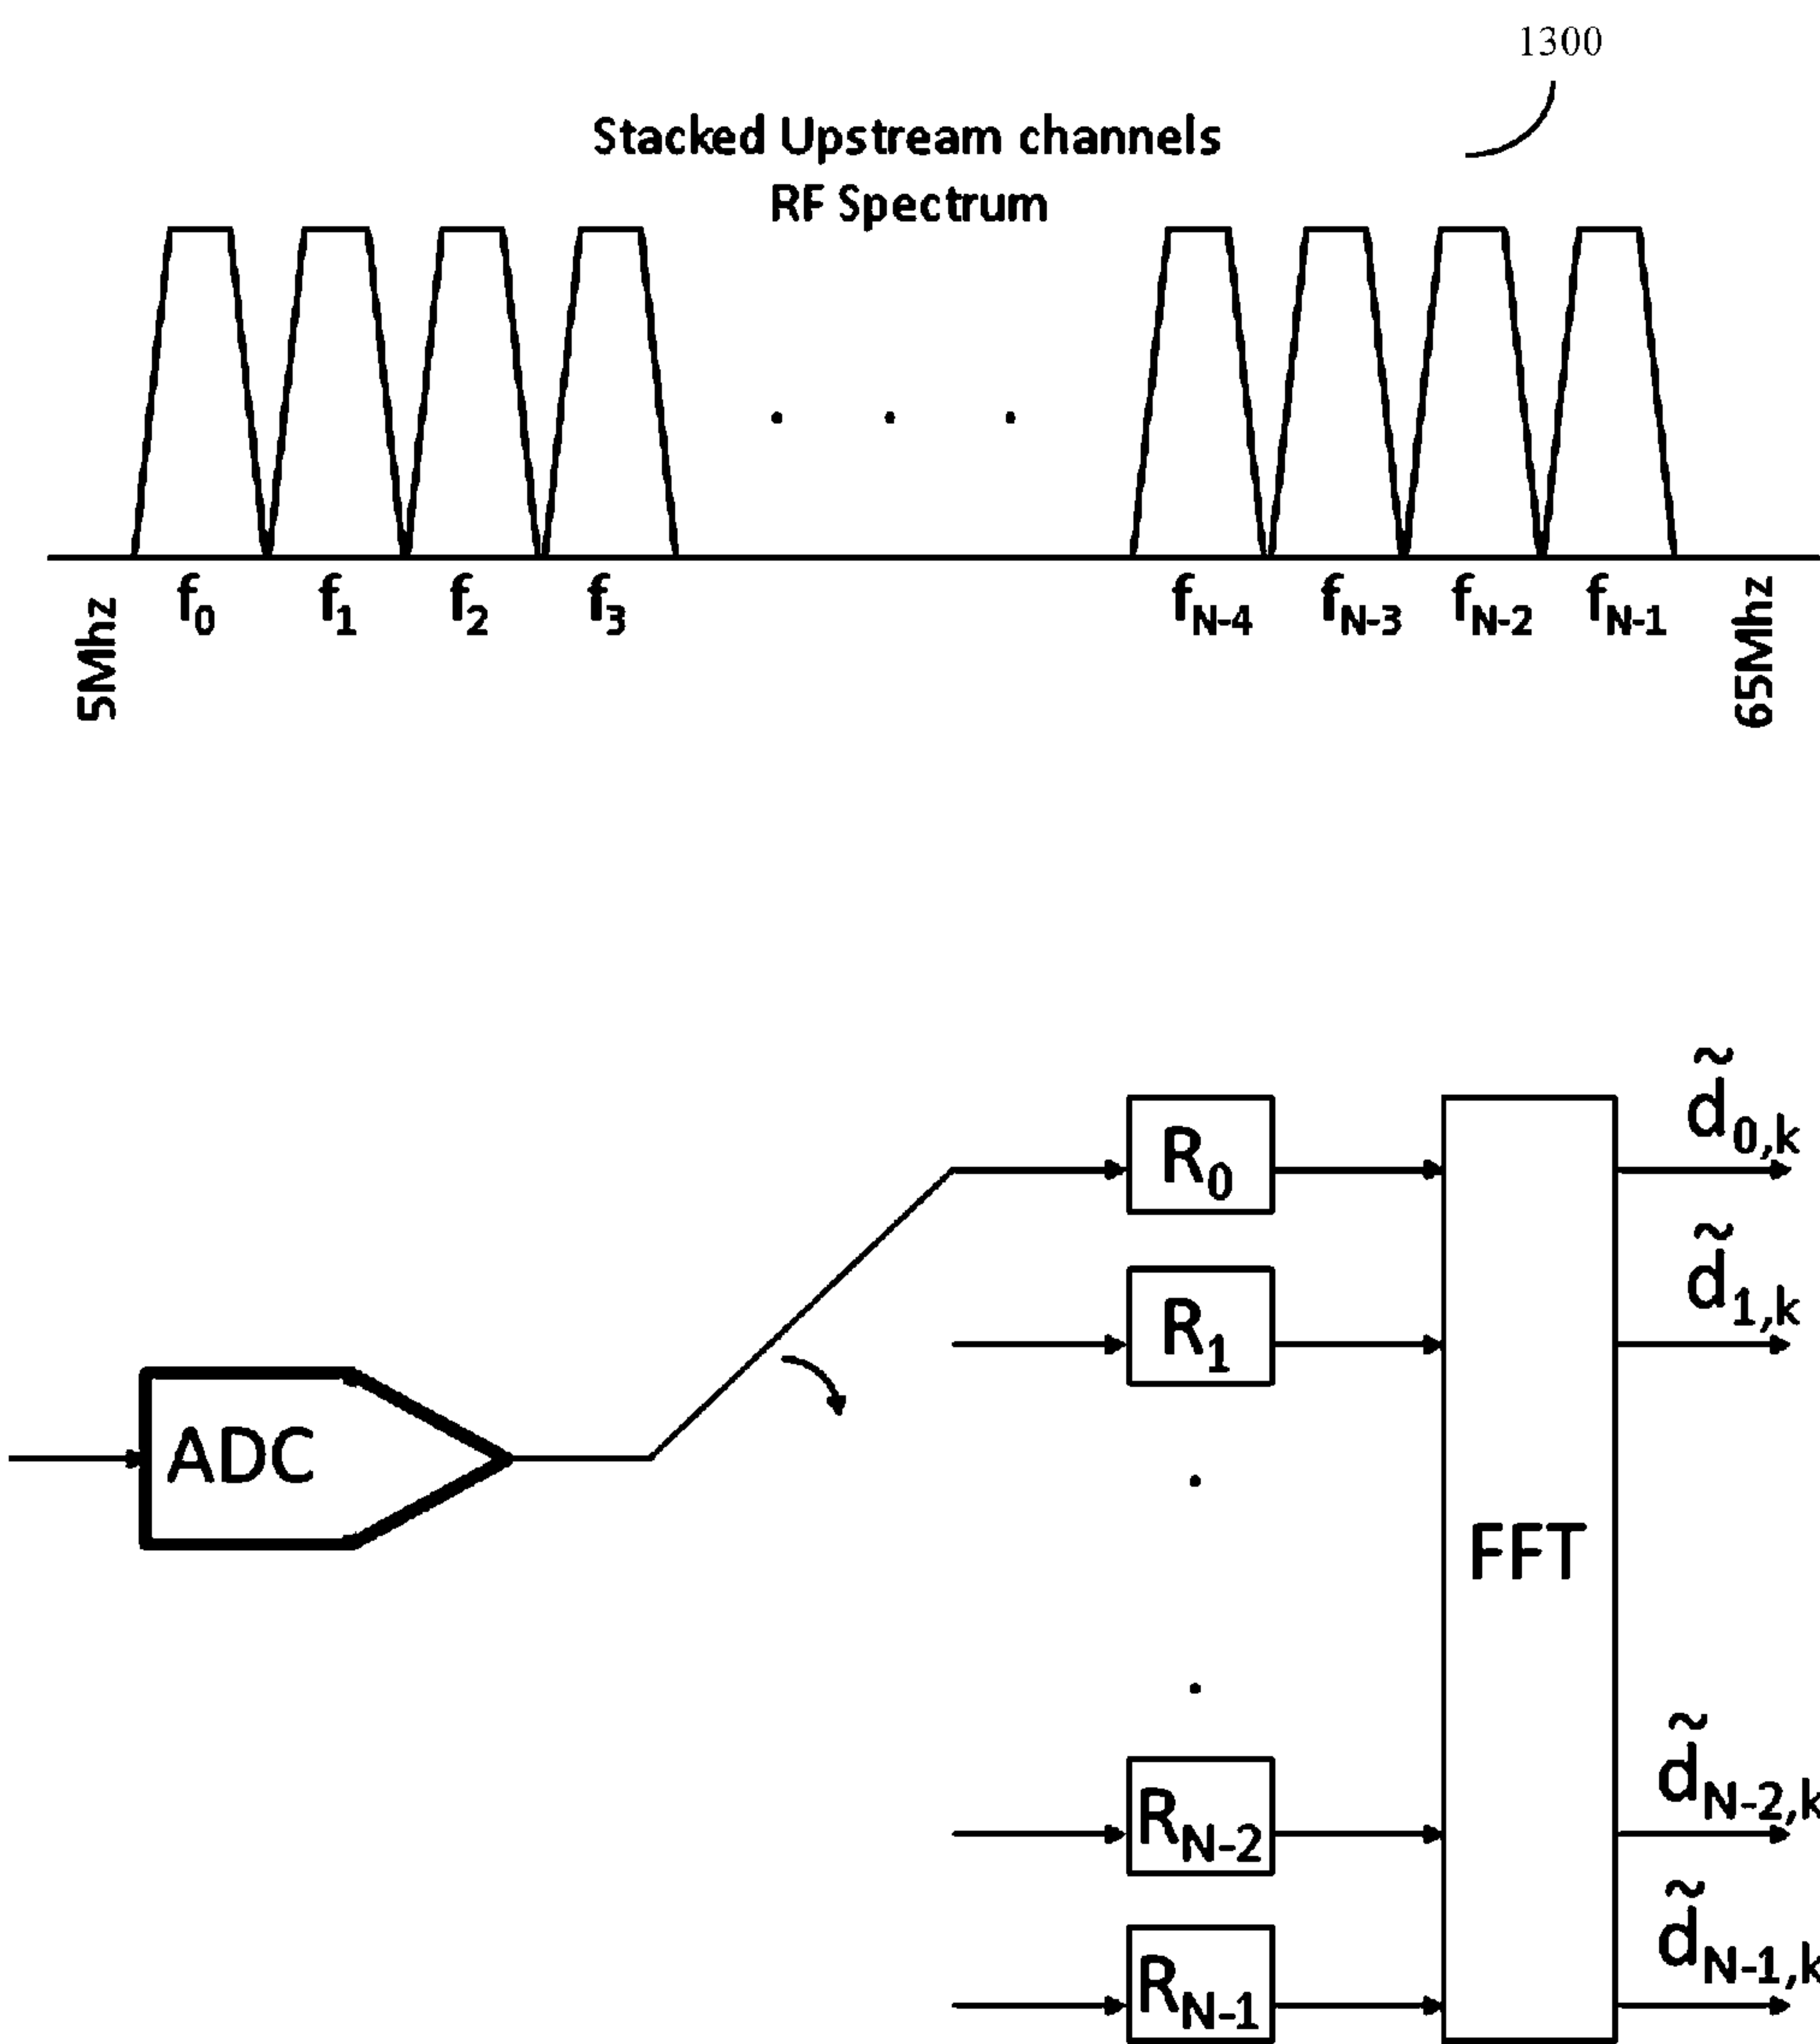 1300
Stacked Upstream channels
RF Spectrum
5Mhz
f0
f1
f2
f3
fN-4
fN-3
fN-2
fN-1
65Mhz
ADC
R0
R1
RN-2
RN-1
FFT
d̃0,k
d̃1,k
d̃N-2,k
d̃N-1,k